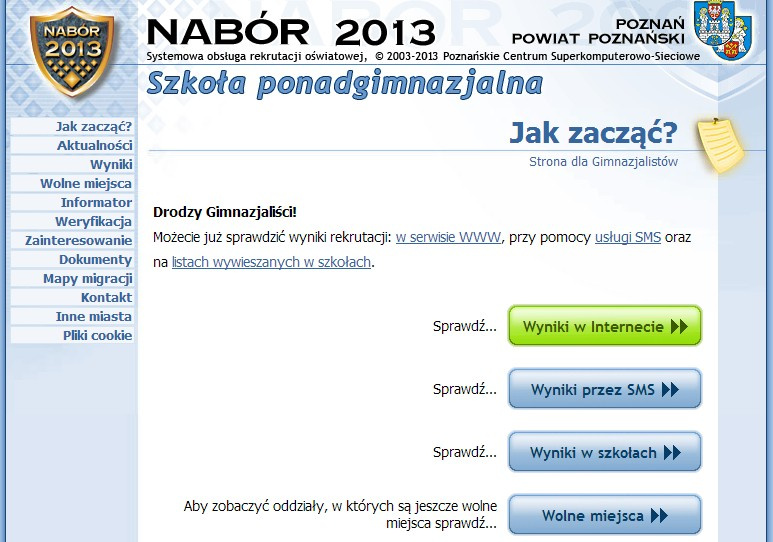 NABÓR
2013
NABÓR 2013
POZNAŃ
POWIAT POZNAŃSKI
Systemowa obsługa rekrutacji oświatowej, © 2003-2013 Poznańskie Centrum Superkomputerowo-Sieciowe
Szkoła ponadgimnazjalna
Jak zacząć?
Aktualności
Wyniki
Wolne miejsca
Informator
Weryfikacja
Zainteresowanie
Dokumenty
Mapy migracji
Kontakt
Inne miasta
Pliki cookie
Jak zacząć?
Strona dla Gimnazjalistów
Drodzy Gimnazjaliści!
Możecie już sprawdzić wyniki rekrutacji: w serwisie WWW, przy pomocy usługi SMS oraz
na listach wywieszanych w szkołach.
Sprawdź... Wyniki w Internecie
Sprawdź... Wyniki przez SMS
Sprawdź... Wyniki w szkołach
Aby zobaczyć oddziały, w których są jeszcze wolne
miejsca sprawdź... Wolne miejsca